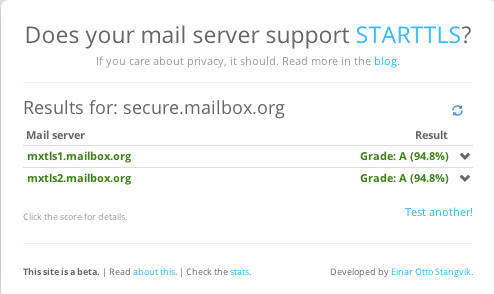 Does your mail server support STARTTLS?
If you care about privacy, it should. Read more in the blog.
Results for: secure.mailbox.org
Mail server Result
mxtls1.mailbox.org Grade: A (94.8%)
mxtls2.mailbox.org Grade: A (94.8%)
Click the score for details. Test another!
This site is a beta. | Read about this. | Check the stats. Developed by Einar Otto Stangvik.